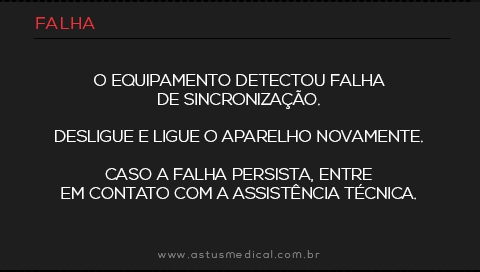 FALHA
O EQUIPAMENTO DETECTOU FALHA
DE SINCRONIZAÇÃO.
DESLIGUE E LIGUE O APARELHO NOVAMENTE.
CASO A FALHA PERSISTA, ENTRE
EM CONTATO COM A ASSISTÊNCIA TÉCNICA.
www.astusmedical.com.br